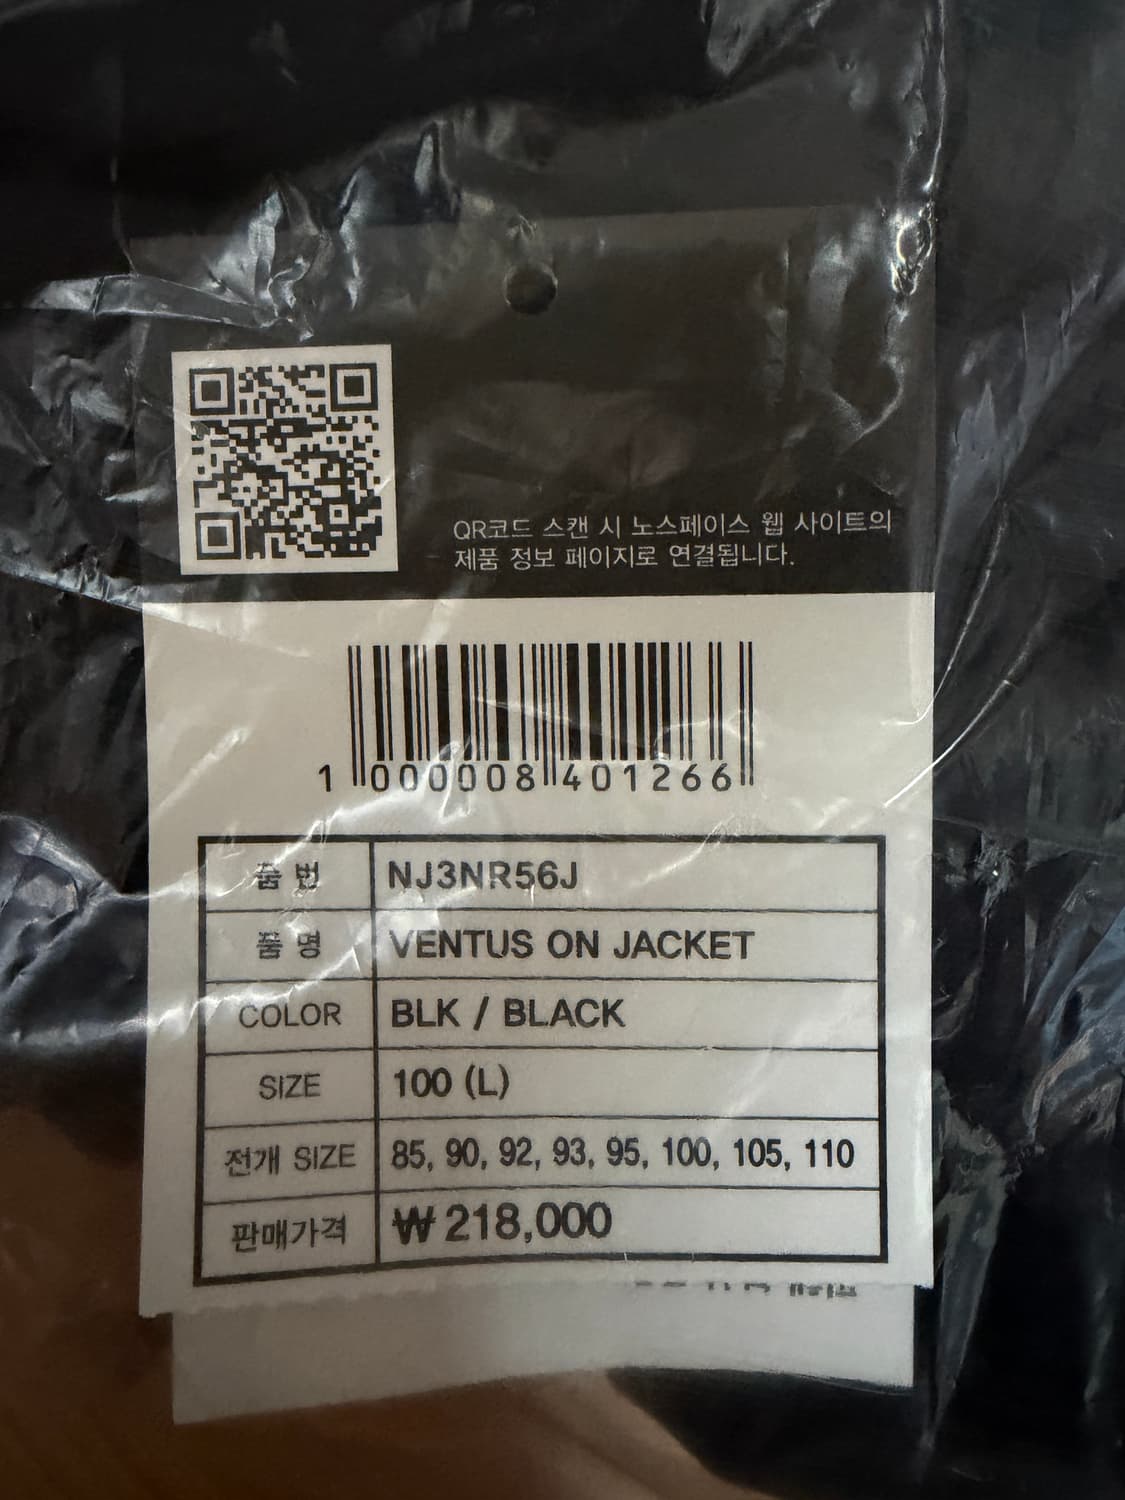 QR코드 스캔 시 노스페이스 웹 사이트의
제품 정보 페이지로 연결됩니다.
1 000008 401266
품 번 NJ3NR56J
품 명 VENTUS ON JACKET
COLOR BLK / BLACK
SIZE 100 (L)
전개 SIZE 85, 90, 92, 93, 95, 100, 105, 110
판매가격 ₩ 218,000